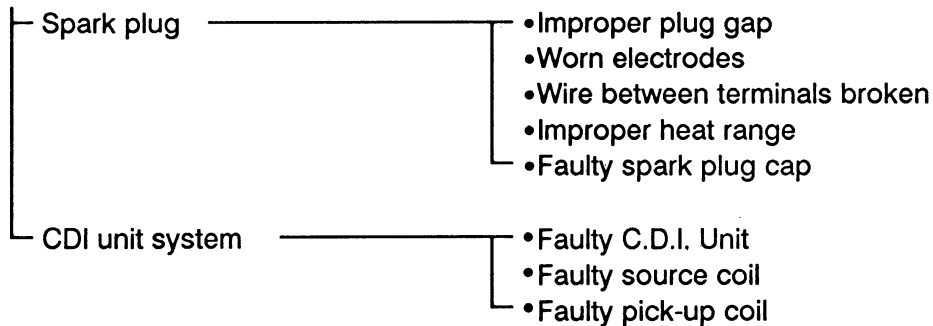 Spark plug
•Improper plug gap
•Worn electrodes
•Wire between terminals broken
•Improper heat range
•Faulty spark plug cap
CDI unit system
•Faulty C.D.I. Unit
•Faulty source coil
•Faulty pick-up coil